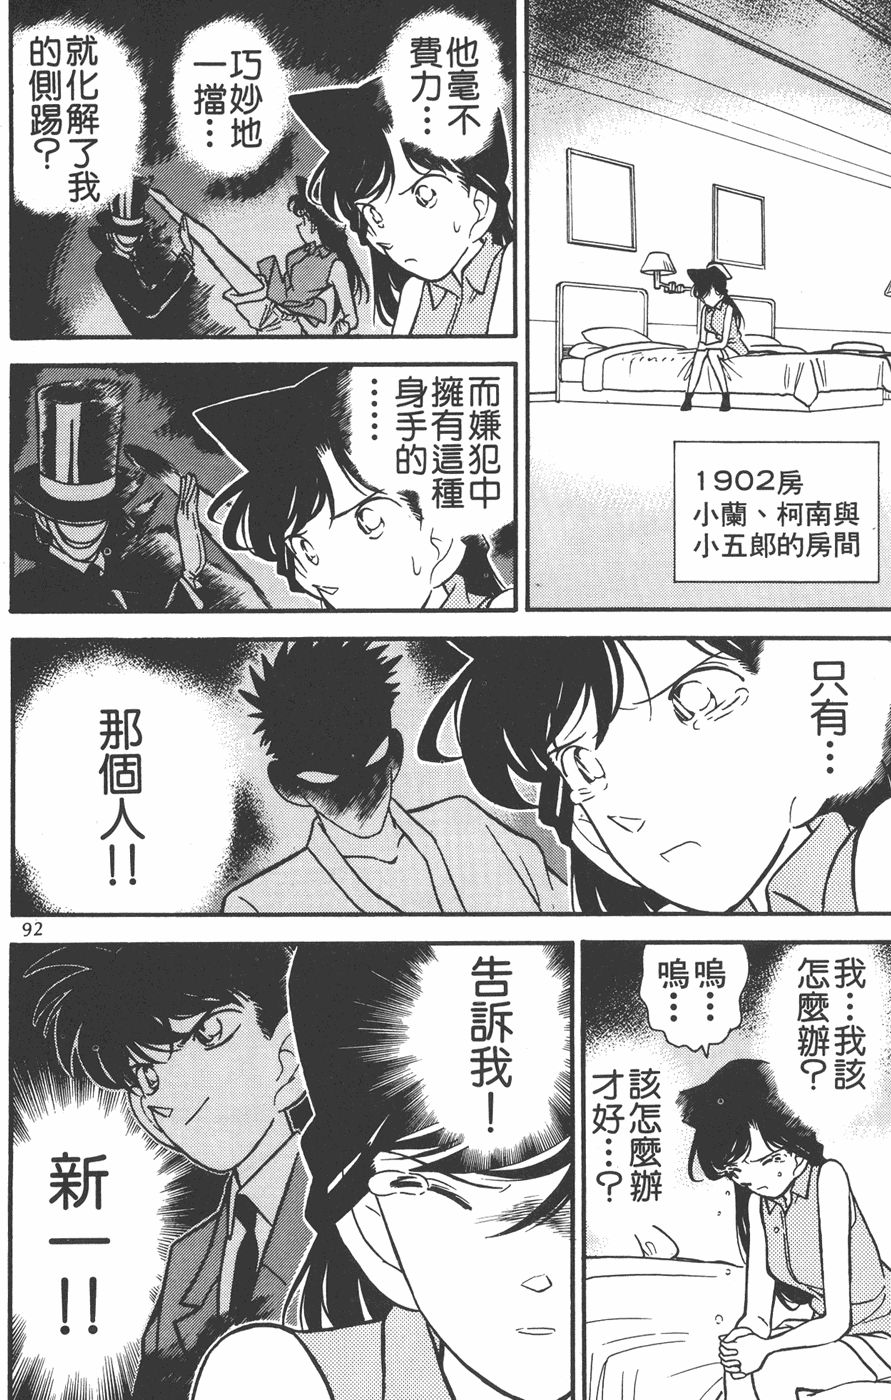 1902房
小蘭、柯南與
小五郎的房間
他毫不
費力…
巧妙地
一擋…
就化解了我
的側踢？
而嫌犯中
擁有這種
身手的
……
只有…
那個人!!
92
我…我該
怎麼辦？
嗚…
嗚…
該怎麼辦
才好…？
告訴我！
新一!!